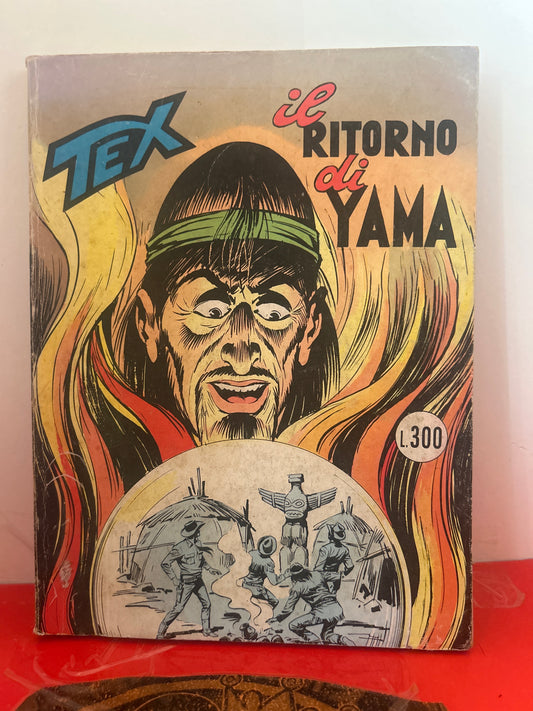 TEX
il
RITORNO
di
YAMA
L.300